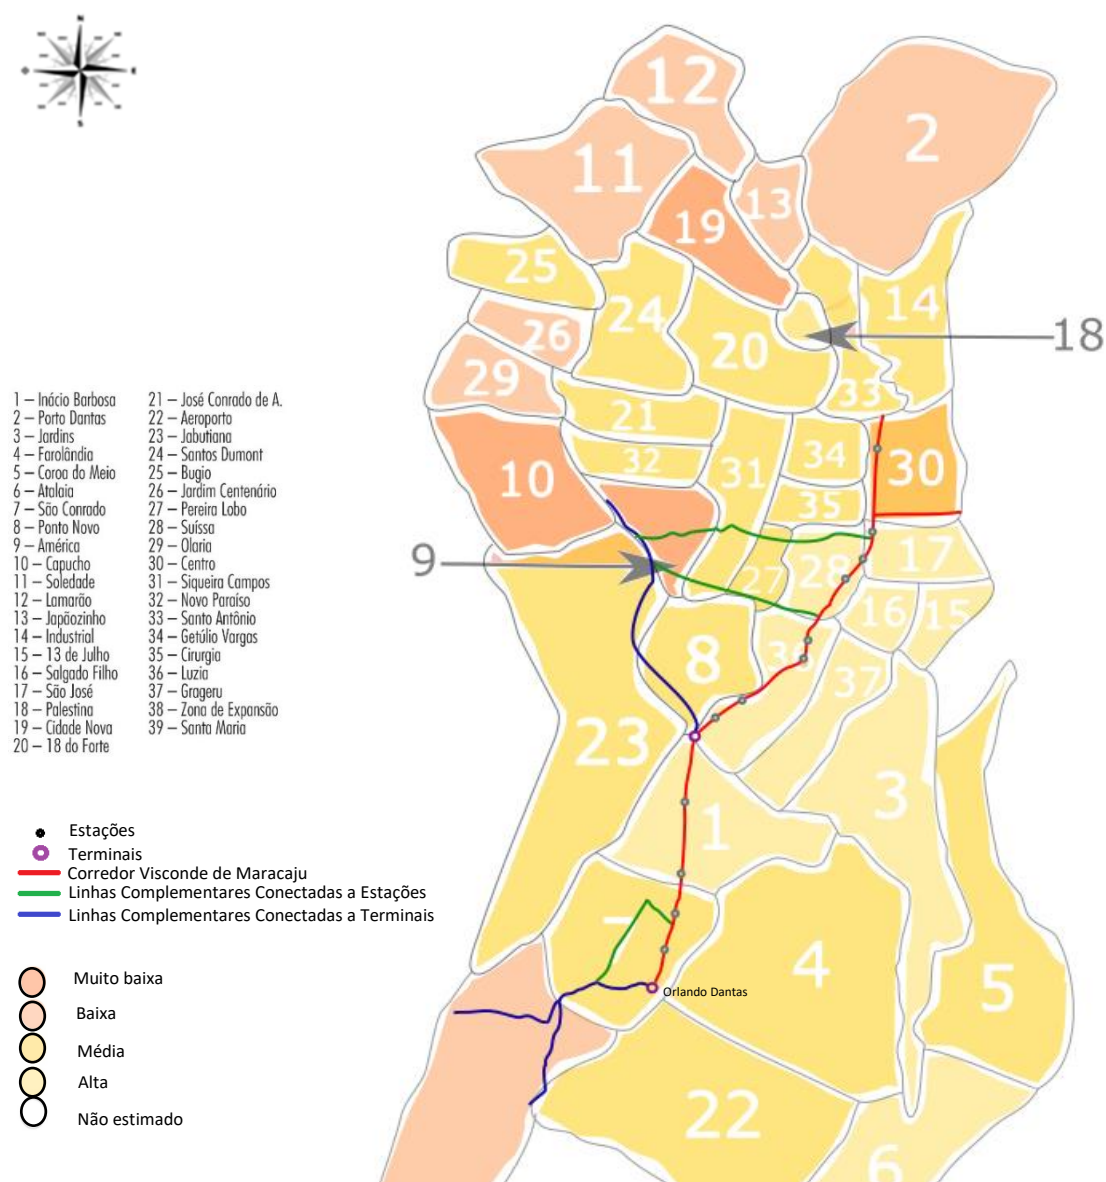 N
S
12
2
11
13
19
25
14
24
18
26
20
29
33
21
34
32
31
10
30
35
9
17
27
28
16
15
8
36
37
23
3
1
7
4
5
Orlando Dantas
22
6
1 – Inácio Barbosa
2 – Porto Dantas
3 – Jardins
4 – Farolândia
5 – Coroa do Meio
6 – Atalaia
7 – São Conrado
8 – Ponto Novo
9 – América
10 – Capucho
11 – Soledade
12 – Lamarão
13 – Japãozinho
14 – Industrial
15 – 13 de Julho
16 – Salgado Filho
17 – São José
18 – Palestina
19 – Cidade Nova
20 – 18 do Forte
21 – José Conrado de A.
22 – Aeroporto
23 – Jabutiana
24 – Santos Dumont
25 – Bugio
26 – Jardim Centenário
27 – Pereira Lobo
28 – Suíssa
29 – Olaria
30 – Centro
31 – Siqueira Campos
32 – Novo Paraíso
33 – Santo Antônio
34 – Getúlio Vargas
35 – Cirurgia
36 – Luzia
37 – Grageru
38 – Zona de Expansão
39 – Santa Maria
Estações
Terminais
Corredor Visconde de Maracaju
Linhas Complementares Conectadas a Estações
Linhas Complementares Conectadas a Terminais
Muito baixa
Baixa
Média
Alta
Não estimado